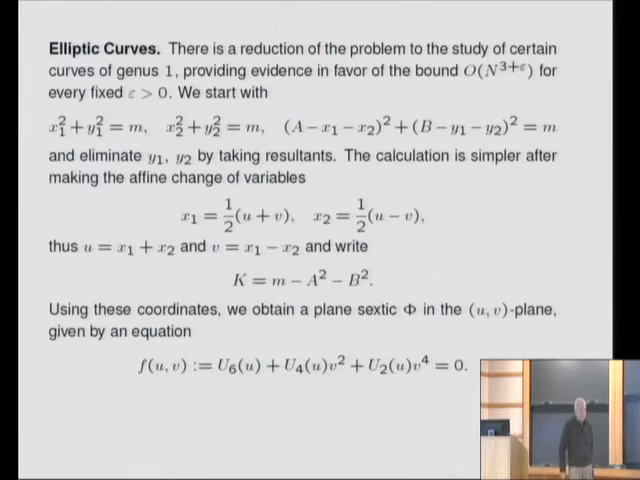 Elliptic Curves. There is a reduction of the problem to the study of certain
curves of genus 1, providing evidence in favor of the bound O(N^{3+ε}) for
every fixed ε > 0. We start with
x_1^2 + y_1^2 = m, x_2^2 + y_2^2 = m, (A − x_1 − x_2)^2 + (B − y_1 − y_2)^2 = m
and eliminate y_1, y_2 by taking resultants. The calculation is simpler after
making the affine change of variables
x_1 = \frac{1}{2}(u + v), x_2 = \frac{1}{2}(u − v),
thus u = x_1 + x_2 and v = x_1 − x_2 and write
K = m − A^2 − B^2.
Using these coordinates, we obtain a plane sextic Φ in the (u, v)-plane,
given by an equation
f(u, v) := U_6(u) + U_4(u)v^2 + U_2(u)v^4 = 0.